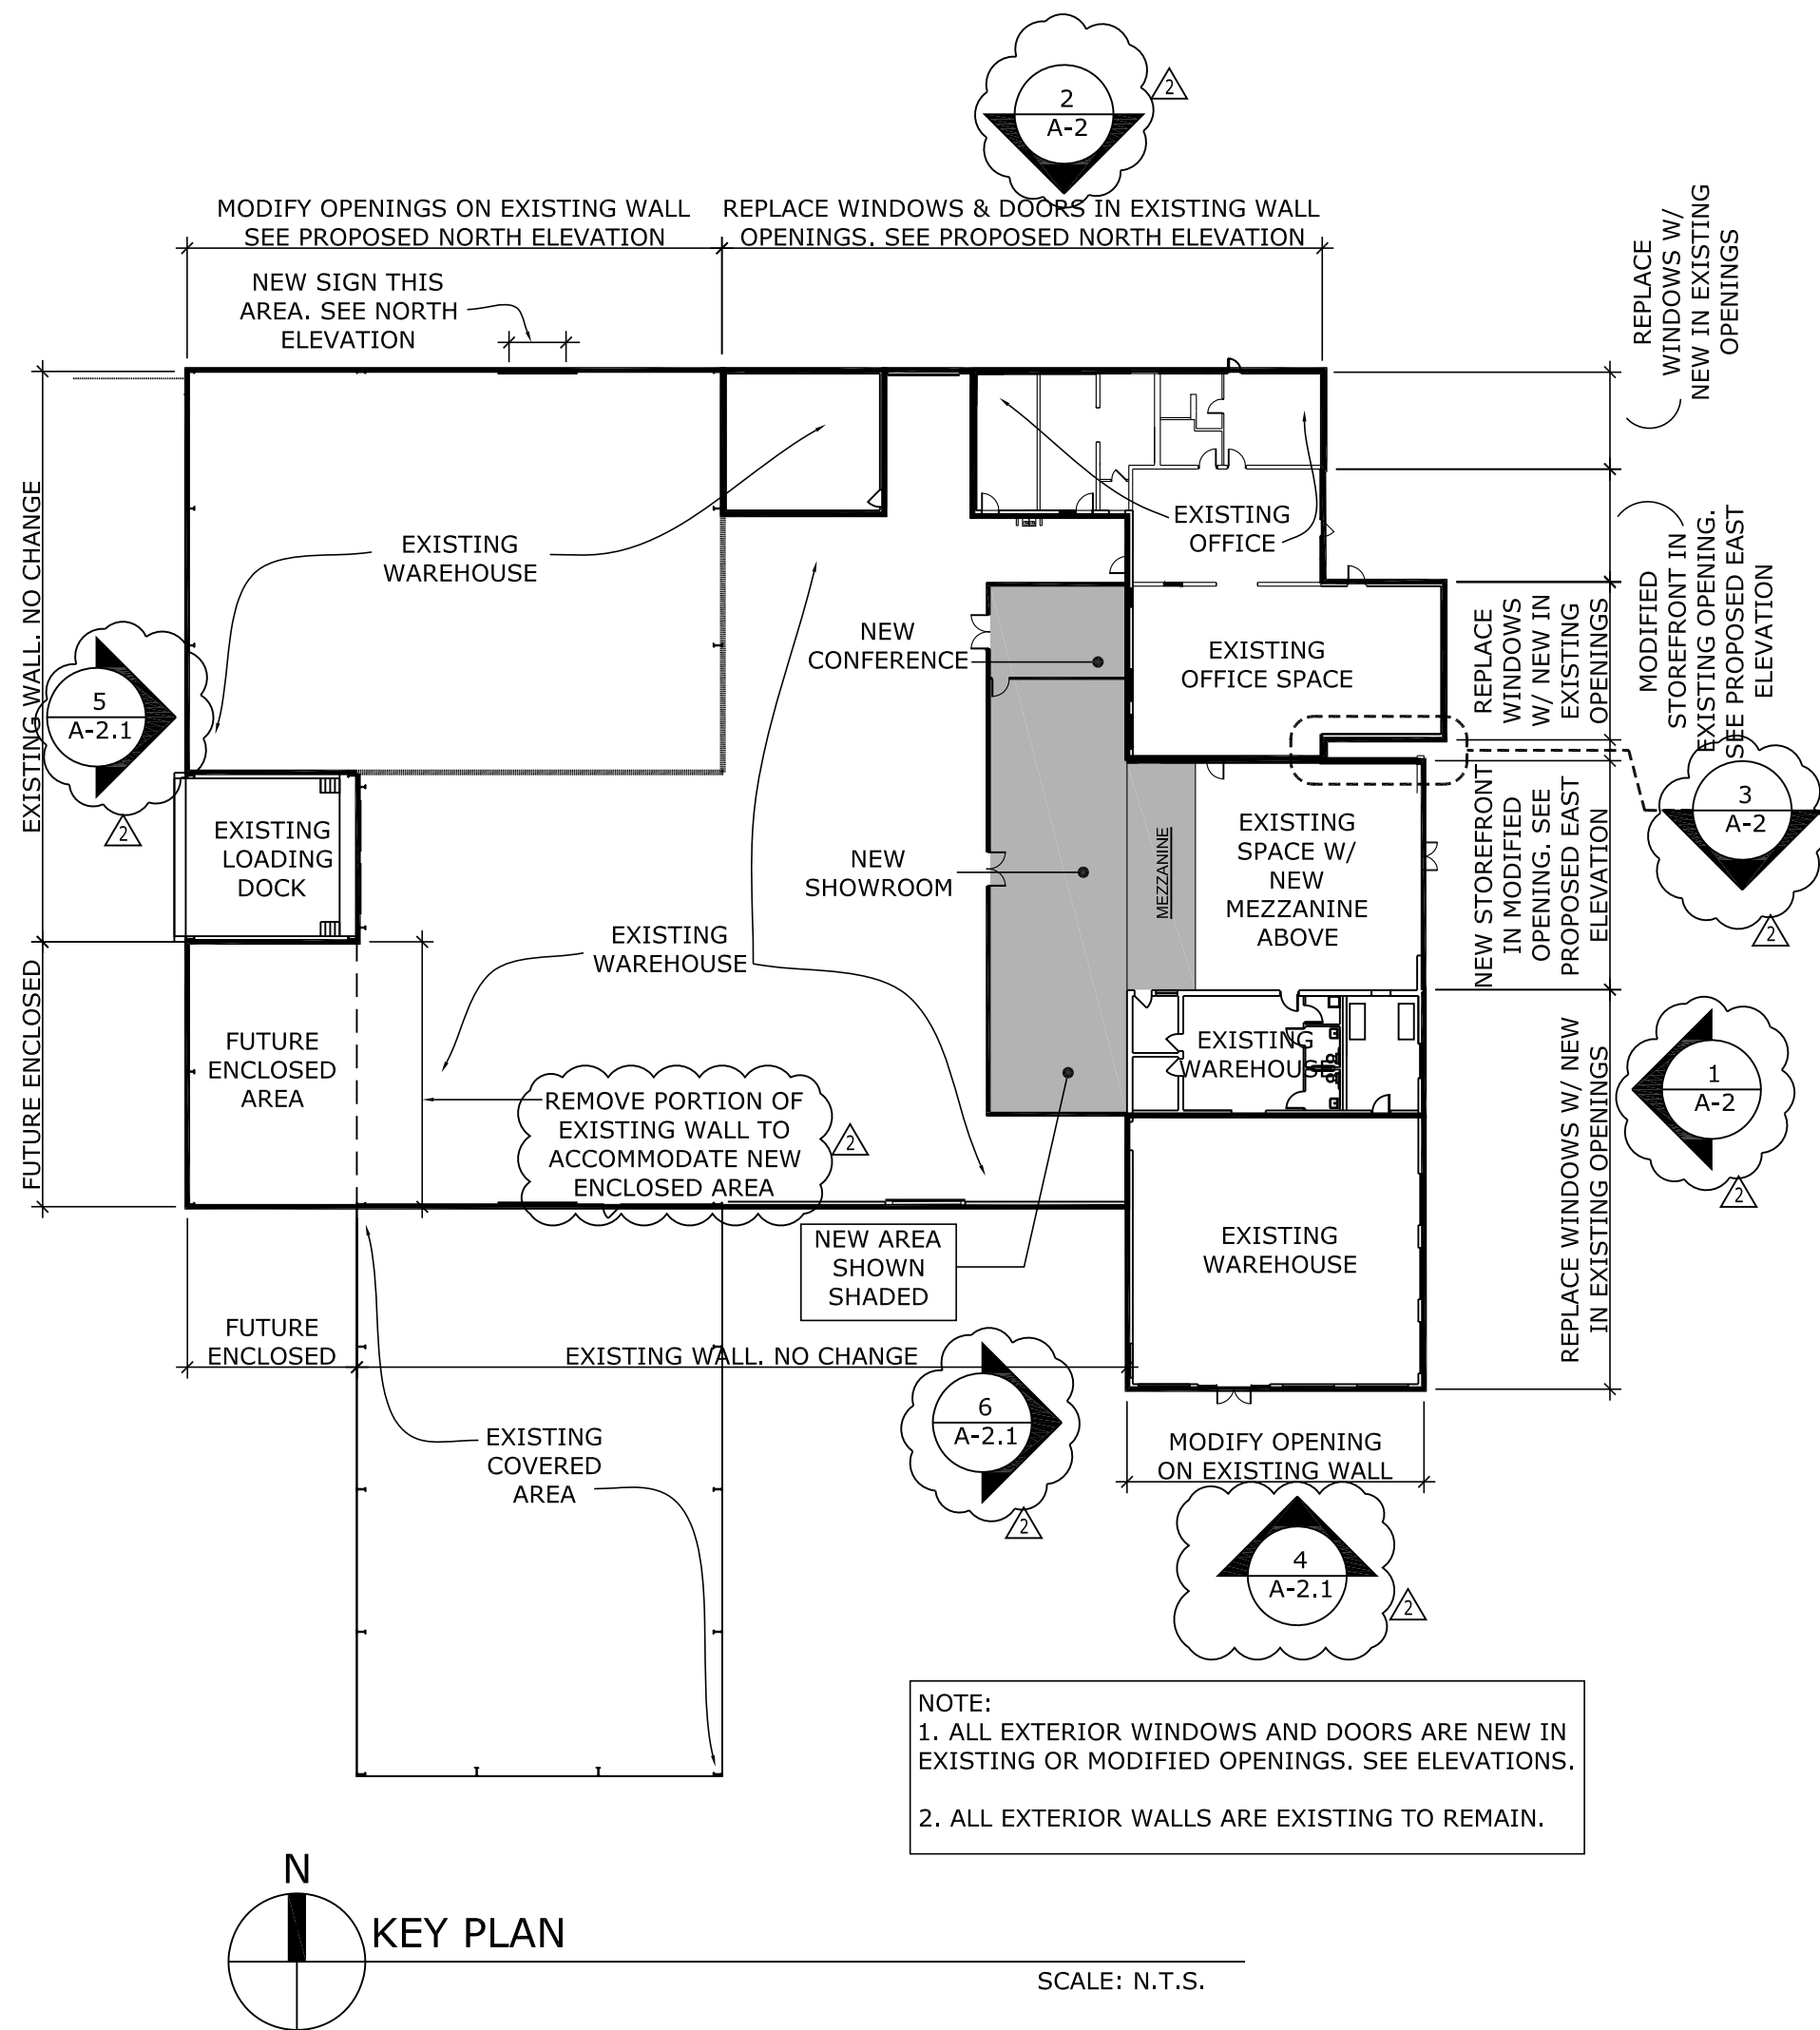 2
A-2
2
MODIFY OPENINGS ON EXISTING WALL
SEE PROPOSED NORTH ELEVATION
REPLACE WINDOWS & DOORS IN EXISTING WALL
OPENINGS. SEE PROPOSED NORTH ELEVATION
NEW SIGN THIS
AREA. SEE NORTH
ELEVATION
REPLACE
WINDOWS W/
NEW IN EXISTING
OPENINGS
EXISTING WALL. NO CHANGE
EXISTING
WAREHOUSE
EXISTING
OFFICE
MODIFIED
STOREFRONT IN
EXISTING OPENING.
SEE PROPOSED EAST
ELEVATION
NEW
CONFERENCE
EXISTING
OFFICE SPACE
REPLACE
WINDOWS
W/ NEW IN
EXISTING
OPENINGS
5
A-2.1
2
EXISTING
LOADING
DOCK
NEW
SHOWROOM
MEZZANINE
EXISTING
SPACE W/
NEW
MEZZANINE
ABOVE
NEW STOREFRONT
IN MODIFIED
OPENING. SEE
PROPOSED EAST
ELEVATION
3
A-2
2
EXISTING
WAREHOUSE
FUTURE ENCLOSED
FUTURE
ENCLOSED
AREA
REMOVE PORTION OF
EXISTING WALL TO
ACCOMMODATE NEW
ENCLOSED AREA
2
EXISTING
WAREHOUSE
REPLACE WINDOWS W/ NEW
IN EXISTING OPENINGS
1
A-2
2
NEW AREA
SHOWN
SHADED
EXISTING
WAREHOUSE
FUTURE
ENCLOSED
EXISTING WALL. NO CHANGE
6
A-2.1
2
EXISTING
COVERED
AREA
MODIFY OPENING
ON EXISTING WALL
4
A-2.1
2
NOTE:
1. ALL EXTERIOR WINDOWS AND DOORS ARE NEW IN
EXISTING OR MODIFIED OPENINGS. SEE ELEVATIONS.
2. ALL EXTERIOR WALLS ARE EXISTING TO REMAIN.
N
KEY PLAN
SCALE: N.T.S.